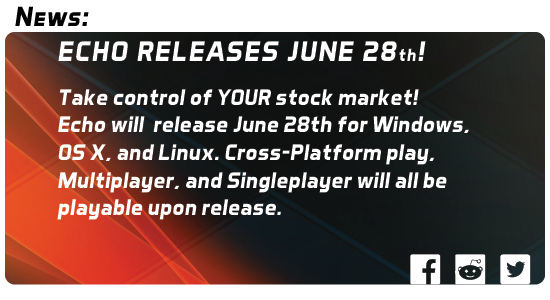 News:
ECHO RELEASES JUNE 28th!
Take control of YOUR stock market!
Echo will release June 28th for Windows,
OS X, and Linux. Cross-Platform play,
Multiplayer, and Singleplayer will all be
playable upon release.